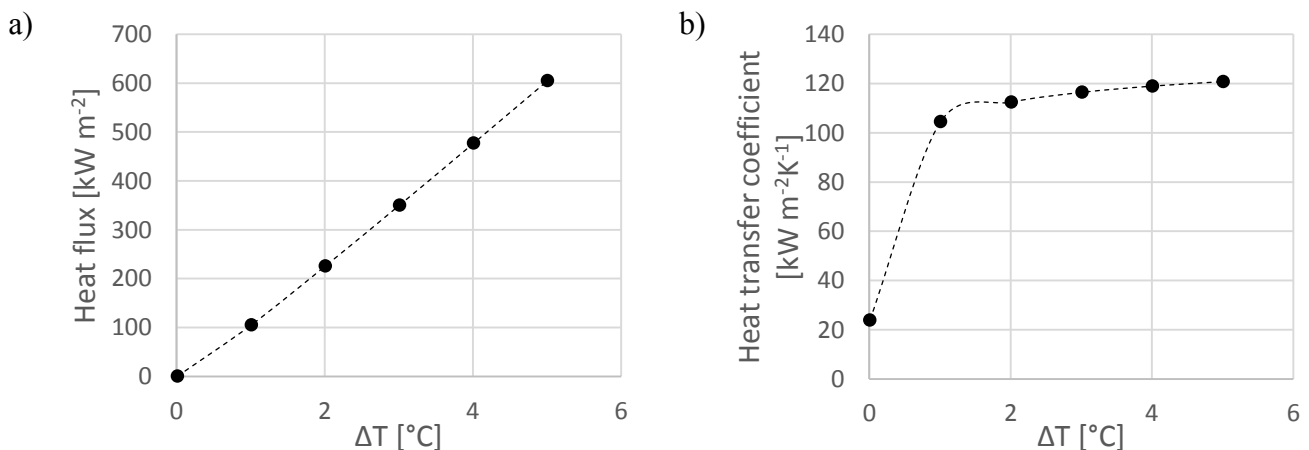 a)
Heat flux [kW m-2]
700
600
500
400
300
200
100
0
0 2 4 6
ΔT [°C]
b)
Heat transfer coefficient
[kW m-2K-1]
140
120
100
80
60
40
20
0
0 2 4 6
ΔT [°C]